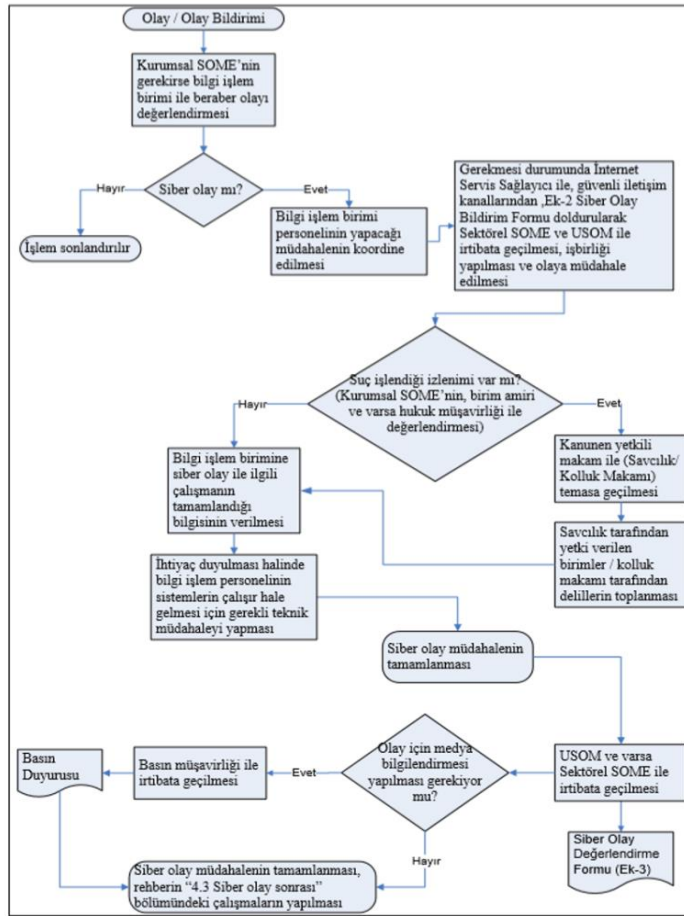 Olay / Olay Bildirimi
Kurumsal SOME’nin
gerekirse bilgi işlem
birimi ile beraber olayı
değerlendirmesi
Siber olay mı?
Hayır
Evet
İşlem sonlandırılır
Bilgi işlem birimi
personelinin yapacağı
müdahalenin koordine
edilmesi
Gerekmesi durumunda İnternet
Servis Sağlayıcı ile, güvenli iletişim
kanallarından ,Ek-2 Siber Olay
Bildirim Formu doldurularak
Sektörel SOME ve USOM ile
irtibata geçilmesi, işbirliği
yapılması ve olaya müdahale
edilmesi
Suç işlendiği izlenimi var mı?
(Kurumsal SOME’nin, birim amiri
ve varsa hukuk müşavirliği ile
değerlendirmesi)
Hayır
Evet
Bilgi işlem birimine
siber olay ile ilgili
çalışmanın
tamamlandığı
bilgisinin verilmesi
Kanunen yetkili
makam ile (Savcılık/
Kolluk Makamı)
temasa geçilmesi
Savcılık tarafından
yetki verilen
birimler / kolluk
makamı tarafından
delillerin toplanması
İhtiyaç duyulması halinde
bilgi işlem personelinin
sistemlerin çalışır hale
gelmesi için gerekli teknik
müdahaleyi yapması
Siber olay müdahalenin
tamamlanması
USOM ve varsa
Sektörel SOME ile
irtibata geçilmesi
Siber Olay
Değerlendirme
Formu (Ek-3)
Olay için medya
bilgilendirmesi
yapılması gerekiyor
mu?
Evet
Hayır
Basın müşavirliği ile
irtibata geçilmesi
Basın
Duyurusu
Siber olay müdahalenin tamamlanması,
rehberin “4.3 Siber olay sonrası”
bölümündeki çalışmaların yapılması